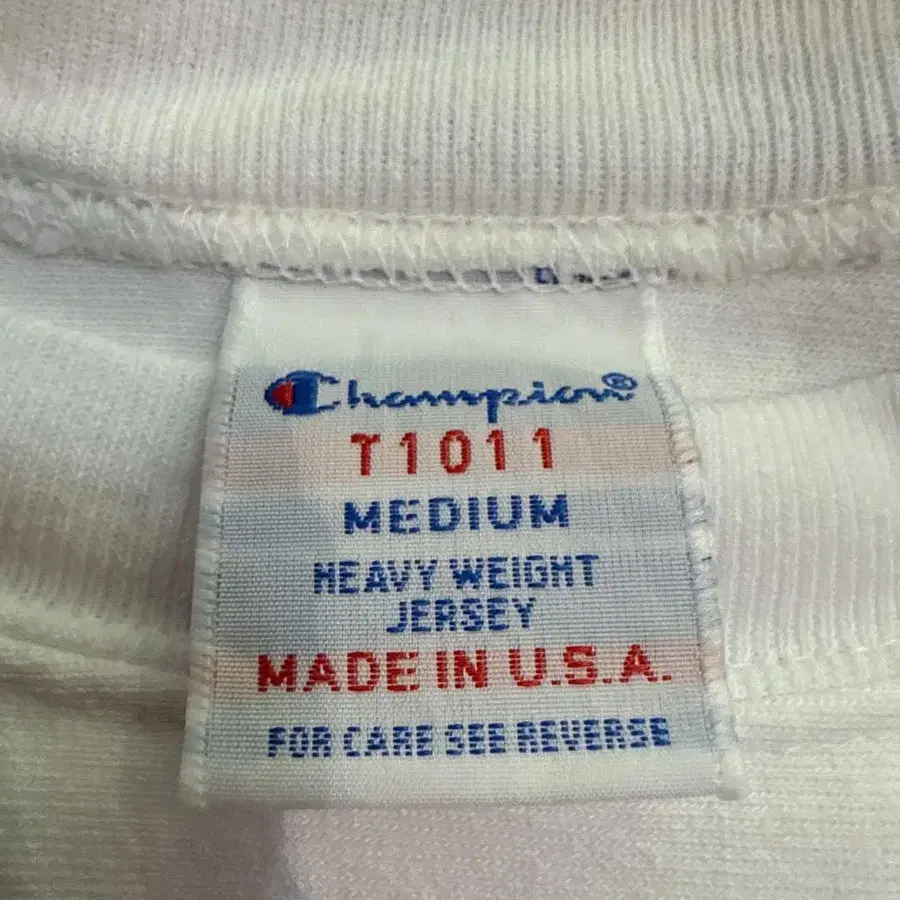 Champion®
T1011
MEDIUM
HEAVY WEIGHT
JERSEY
MADE IN U.S.A.
FOR CARE SEE REVERSE